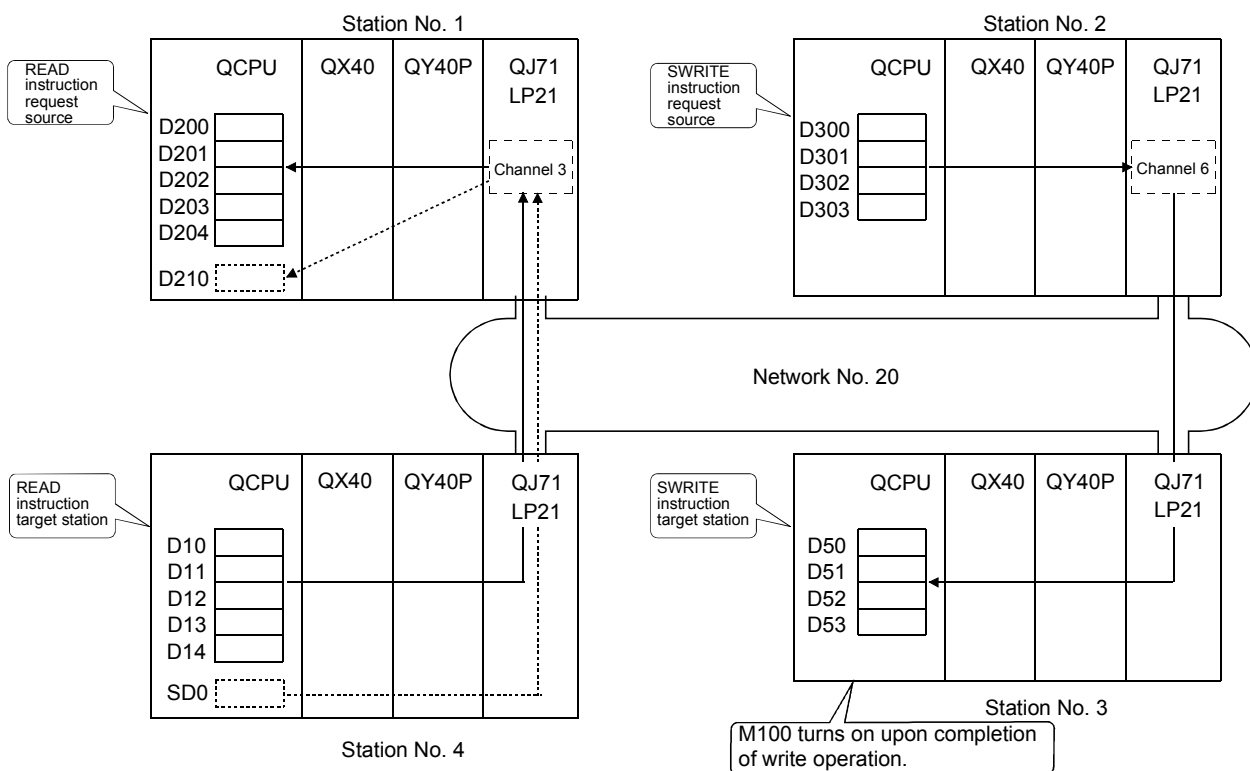 Station No. 1
READ
instruction
request
source
QCPU
QX40
QY40P
QJ71
LP21
D200
D201
D202
D203
D204
D210
Channel 3
Station No. 2
SWRITE
instruction
request
source
QCPU
QX40
QY40P
QJ71
LP21
D300
D301
D302
D303
Channel 6
Network No. 20
READ
instruction
target station
QCPU
QX40
QY40P
QJ71
LP21
D10
D11
D12
D13
D14
SD0
Station No. 4
SWRITE
instruction
target station
QCPU
QX40
QY40P
QJ71
LP21
D50
D51
D52
D53
Station No. 3
M100 turns on upon completion
of write operation.